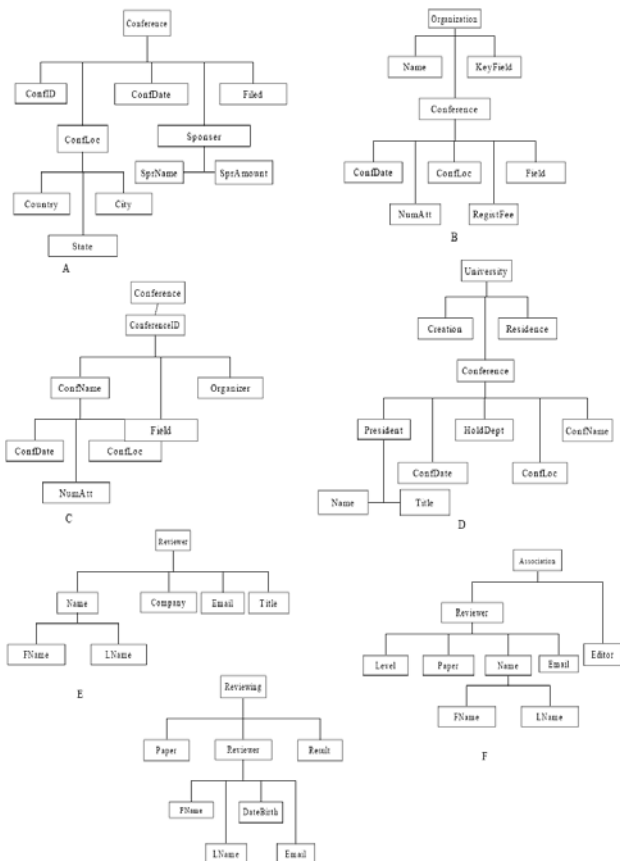 Conference
ConfID
ConfDate
Filed
ConfLoc
Sponser
SprName
SprAmount
Country
City
State
A
Organization
Name
KeyField
Conference
ConfDate
ConfLoc
Field
NumAtt
RegistFee
B
Conference
ConferenceID
ConfName
Organizer
Field
ConfDate
ConfLoc
NumAtt
C
University
Creation
Residence
Conference
President
HoldDept
ConfName
ConfDate
ConfLoc
Name
Title
D
Reviewer
Name
Company
Email
Title
FName
LName
E
Association
Reviewer
Editor
Level
Paper
Name
Email
FName
LName
F
Reviewing
Paper
Reviewer
Result
FName
DateBirth
LName
Email